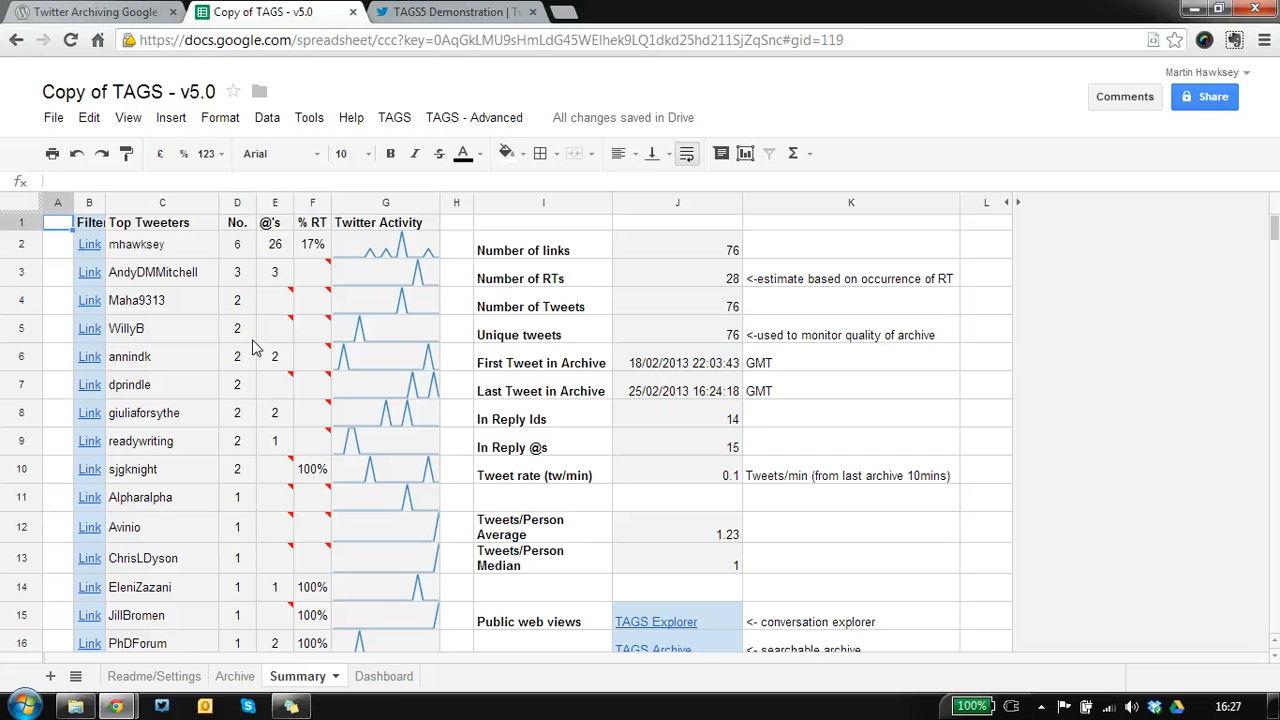 Twitter Archiving Google
Copy of TAGS - v5.0
TAGS5 Demonstration | Tw
https://docs.google.com/spreadsheet/ccc?key=0AqGkLMU9sHmLdG45WElhek9LQ1dkd25hd211SjZqSnc#gid=119
Martin Hawksey
Copy of TAGS - v5.0
Comments
Share
File Edit View Insert Format Data Tools Help TAGS TAGS - Advanced All changes saved in Drive
£ % 123 Arial 10 B I S A Σ
fx
A B C D E F G H I J K L
1 Filter Top Tweeters No. @'s % RT Twitter Activity
2 Link mhawksey 6 26 17% Number of links 76
3 Link AndyDMMitchell 3 3 Number of RTs 28 <-estimate based on occurrence of RT
4 Link Maha9313 2 Number of Tweets 76
5 Link WillyB 2 Unique tweets 76 <-used to monitor quality of archive
6 Link annindk 2 2 First Tweet in Archive 18/02/2013 22:03:43 GMT
7 Link dprindle 2 Last Tweet in Archive 25/02/2013 16:24:18 GMT
8 Link giuliaforsythe 2 2 In Reply Ids 14
9 Link readywriting 2 1 In Reply @s 15
10 Link sjgknight 2 100% Tweet rate (tw/min) 0.1 Tweets/min (from last archive 10mins)
11 Link Alpharalpha 1
12 Link Avinio 1 Tweets/Person Average 1.23
13 Link ChrisLDyson 1 Tweets/Person Median 1
14 Link EleniZazani 1 1 100%
15 Link JillBromen 1 100% Public web views TAGS Explorer <- conversation explorer
16 Link PhDForum 1 2 100% TAGS Archive <- searchable archive
Readme/Settings Archive Summary Dashboard
100% 16:27